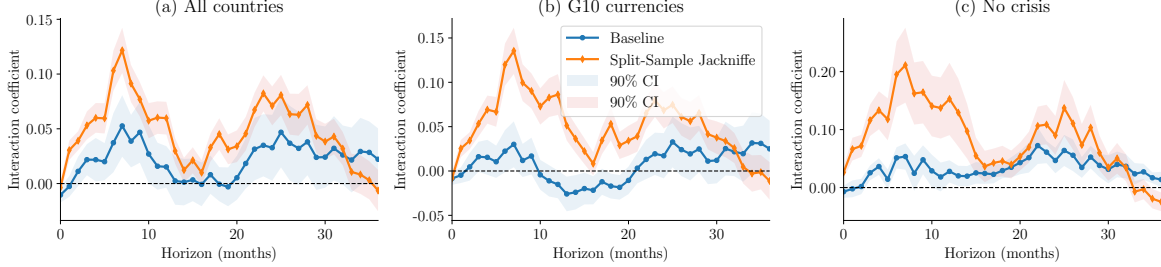 (a) All countries
0.15
0.10
0.05
0.00
Interaction coefficient
0
10
20
30
Horizon (months)
(b) G10 currencies
0.15
0.10
0.05
0.00
-0.05
Interaction coefficient
Baseline
Split-Sample Jackniffe
90% CI
90% CI
0
10
20
30
Horizon (months)
(c) No crisis
0.20
0.10
0.00
Interaction coefficient
0
10
20
30
Horizon (months)